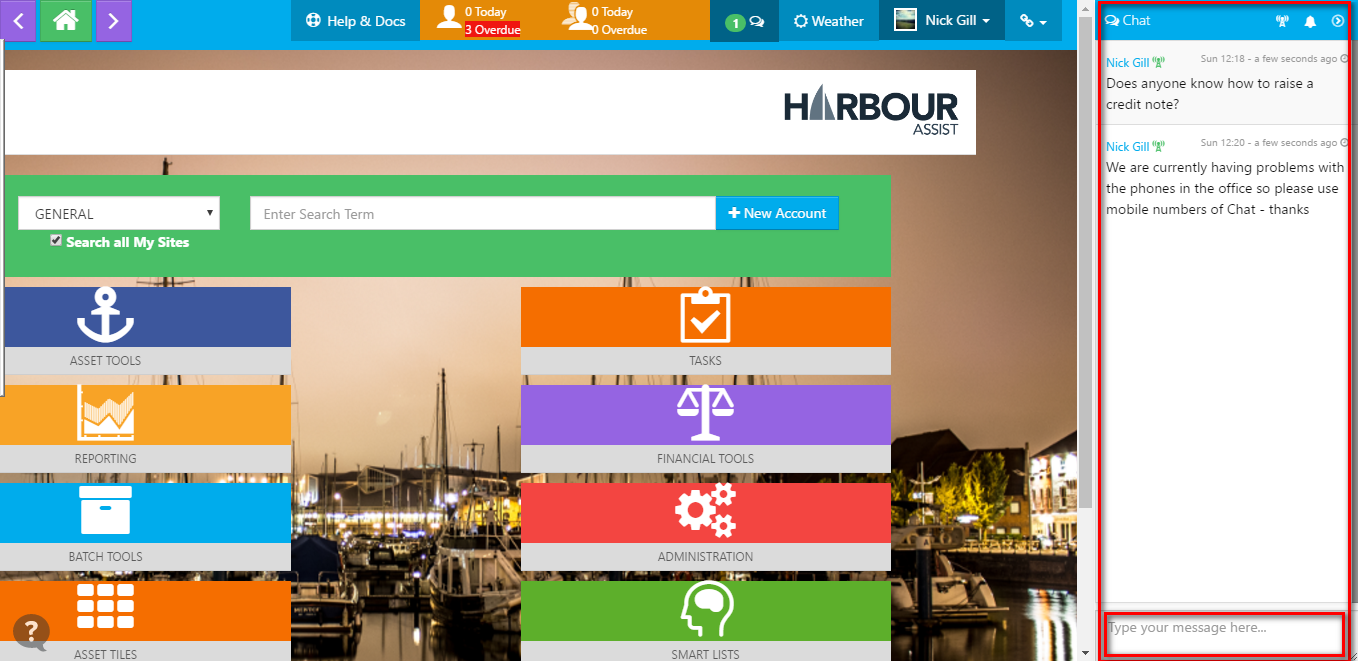 Help & Docs
0 Today
3 Overdue
0 Today
0 Overdue
1
Weather
Nick Gill
Chat
HARBOUR
ASSIST
GENERAL
Enter Search Term
New Account
Search all My Sites
ASSET TOOLS
TASKS
REPORTING
FINANCIAL TOOLS
BATCH TOOLS
ADMINISTRATION
ASSET TILES
SMART LISTS
?
Nick Gill
Sun 12:18 - a few seconds ago
Does anyone know how to raise a
credit note?
Nick Gill
Sun 12:20 - a few seconds ago
We are currently having problems with
the phones in the office so please use
mobile numbers of Chat - thanks
Type your message here...